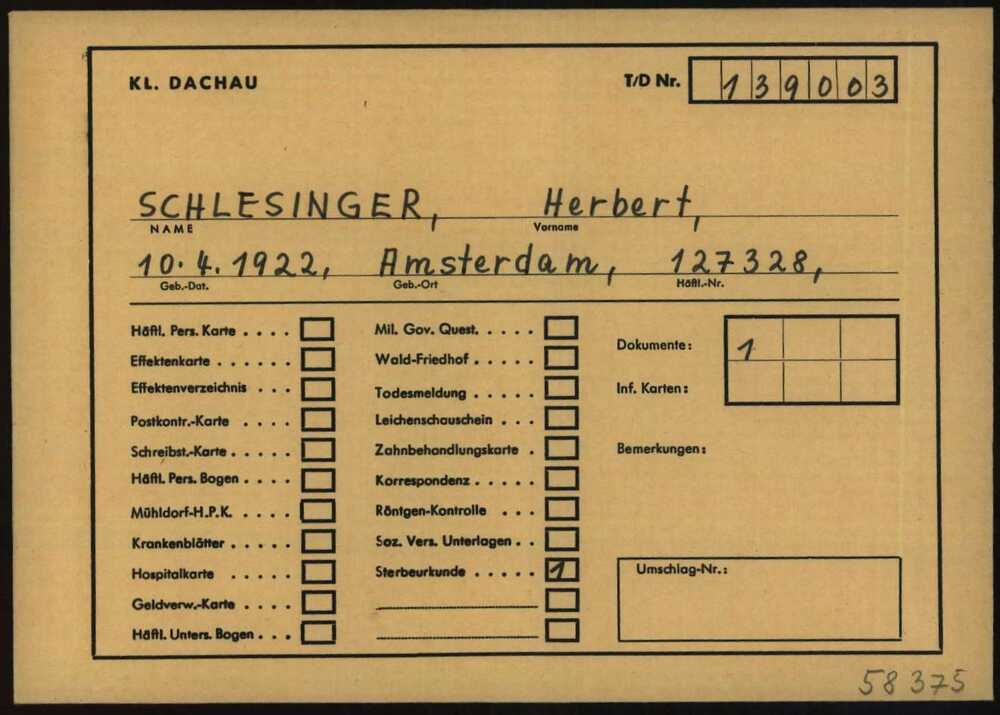 KL. DACHAU
T/D Nr. 139003
SCHLESINGER, Herbert,
NAME Vorname
10.4.1922, Amsterdam, 127328,
Geb.-Dat. Geb.-Ort Häftl.-Nr.
Häftl. Pers. Karte . . . .
Effektenkarte . . . . .
Effektenverzeichnis . . .
Postkontr.-Karte . . . .
Schreibst.-Karte . . . . .
Häftl. Pers. Bogen . . . .
Mühldorf-H.P.K. . . . .
Krankenblätter . . . . .
Hospitalkarte . . . . .
Geldverw.-Karte . . . .
Häftl. Unters. Bogen . . .
Mil. Gov. Quest. . . . . .
Wald-Friedhof . . . . .
Todesmeldung . . . . .
Leichenschauschein . . .
Zahnbehandlungskarte .
Korrespondenz . . . . .
Röntgen-Kontrolle . . .
Soz. Vers. Unterlagen . .
Sterbeurkunde . . . . . 1
Dokumente: 1
Inf. Karten:
Bemerkungen:
Umschlag-Nr.:
58375